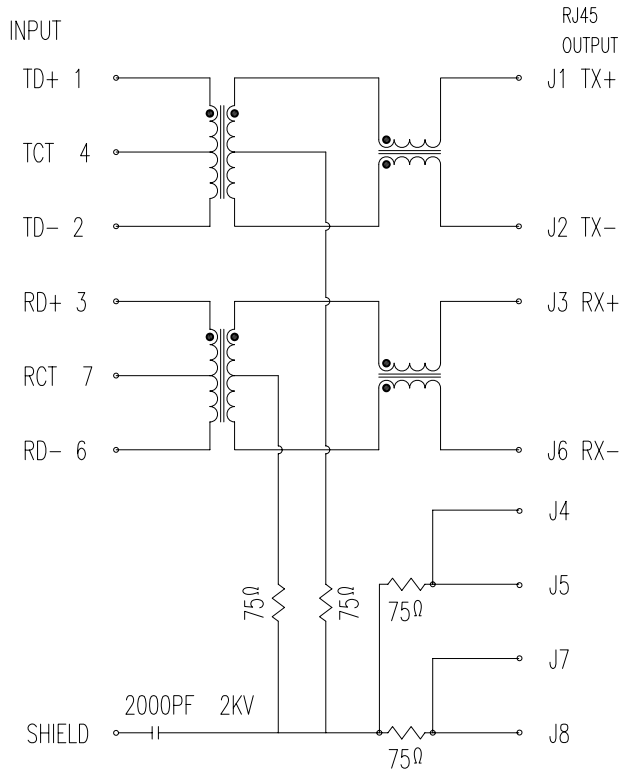 INPUT
RJ45
OUTPUT
TD+ 1
J1 TX+
TCT 4
TD- 2
J2 TX-
RD+ 3
J3 RX+
RCT 7
RD- 6
J6 RX-
J4
75Ω
75Ω
J5
75Ω
J7
2000PF 2KV
SHIELD
J8
75Ω